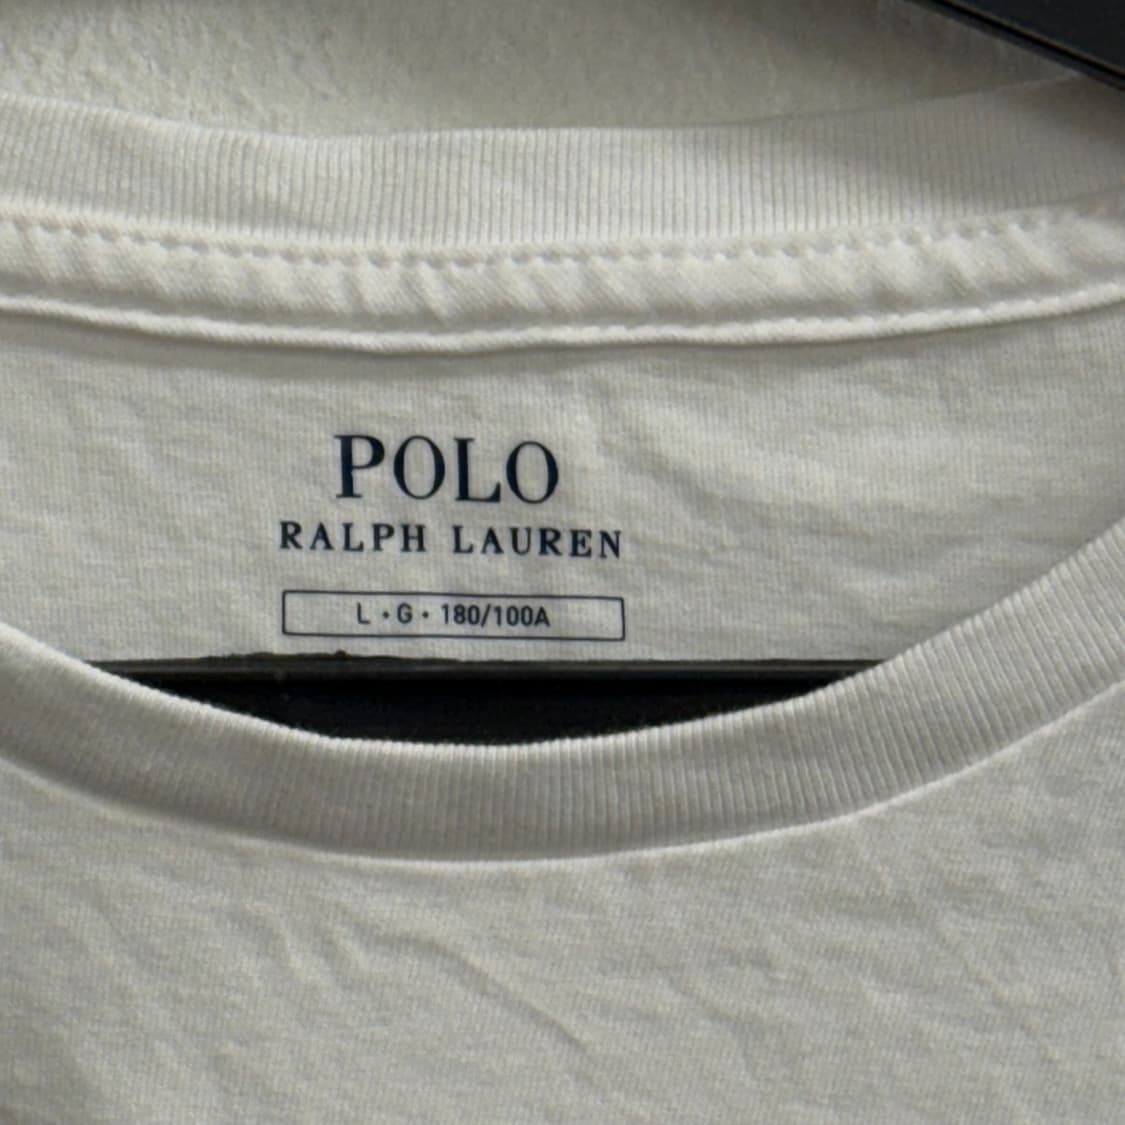 POLO
RALPH LAUREN
L • G • 180/100A